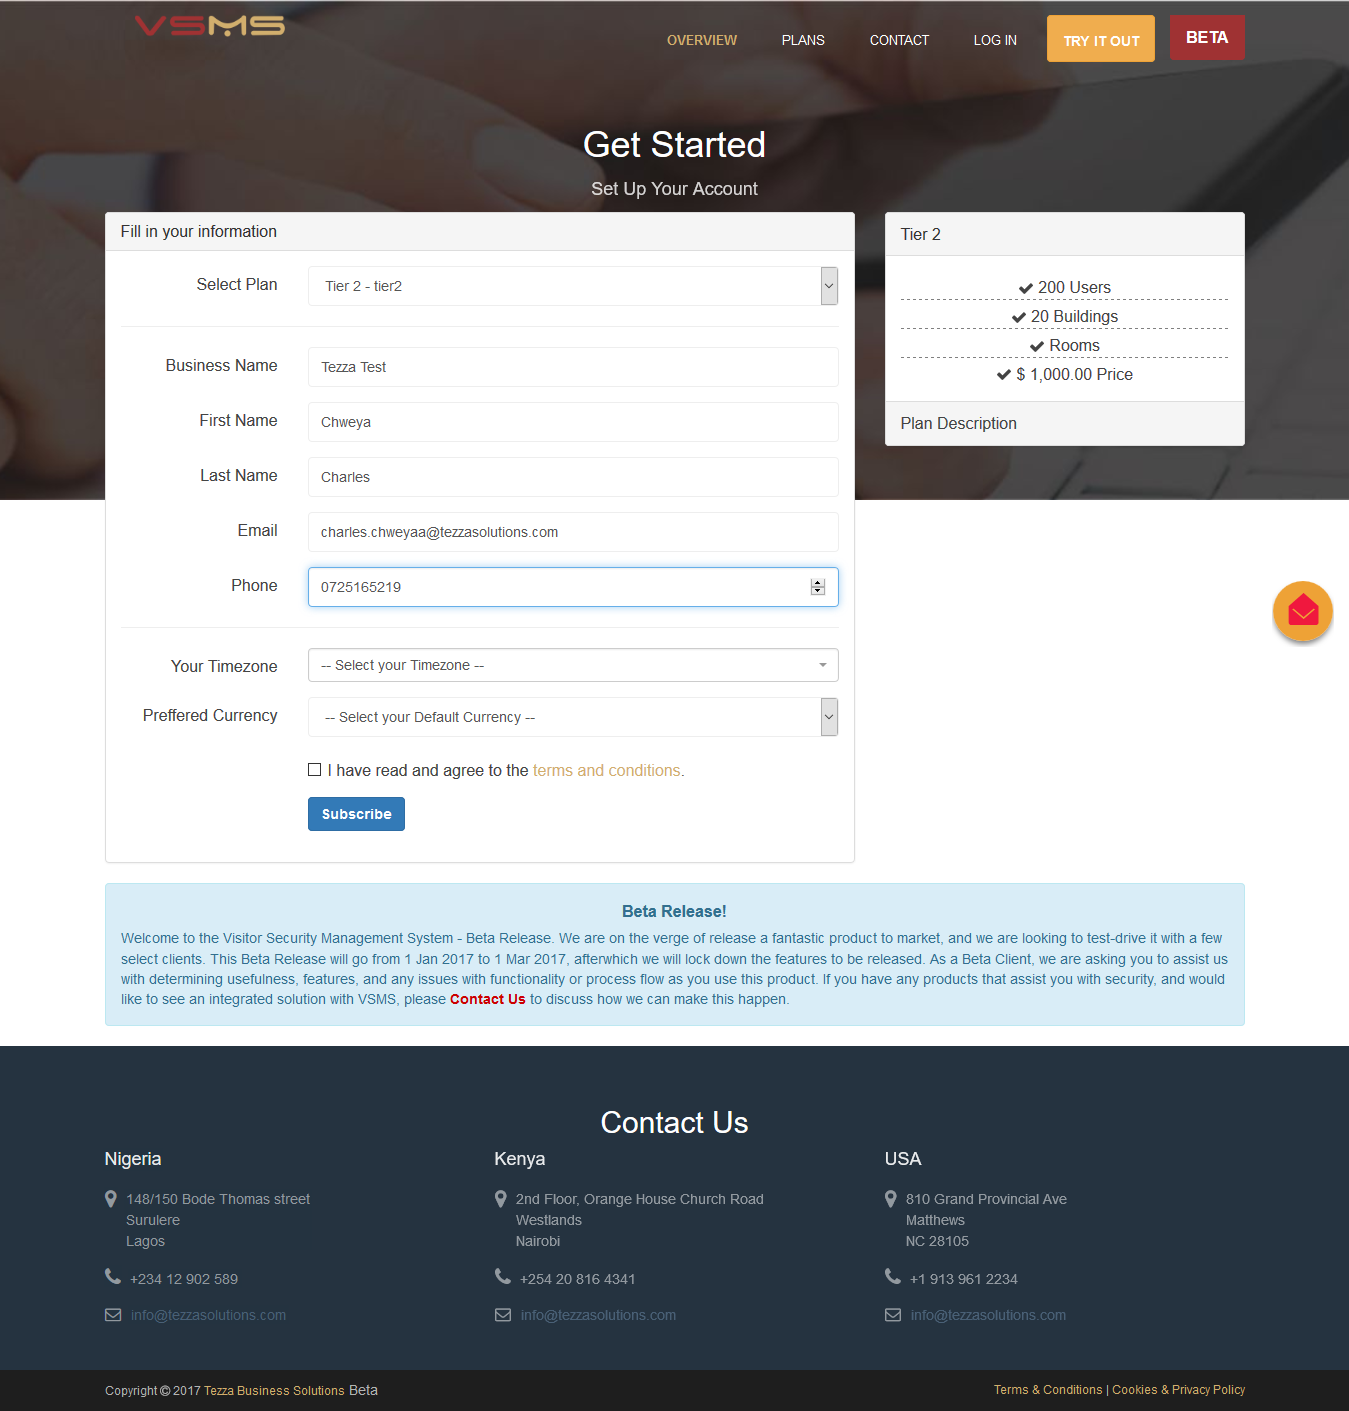 VSMS
OVERVIEW
PLANS
CONTACT
LOG IN
TRY IT OUT
BETA
Get Started
Set Up Your Account
Fill in your information
Select Plan
Tier 2 - tier2
Business Name
Tezza Test
First Name
Chweya
Last Name
Charles
Email
charles.chweyaa@tezzasolutions.com
Phone
0725165219
Your Timezone
-- Select your Timezone --
Preffered Currency
-- Select your Default Currency --
I have read and agree to the terms and conditions.
Subscribe
Tier 2
200 Users
20 Buildings
Rooms
$ 1,000.00 Price
Plan Description
Beta Release!
Welcome to the Visitor Security Management System - Beta Release. We are on the verge of release a fantastic product to market, and we are looking to test-drive it with a few
select clients. This Beta Release will go from 1 Jan 2017 to 1 Mar 2017, afterwhich we will lock down the features to be released. As a Beta Client, we are asking you to assist us
with determining usefulness, features, and any issues with functionality or process flow as you use this product. If you have any products that assist you with security, and would
like to see an integrated solution with VSMS, please Contact Us to discuss how we can make this happen.
Contact Us
Nigeria
148/150 Bode Thomas street
Surulere
Lagos
+234 12 902 589
info@tezzasolutions.com
Kenya
2nd Floor, Orange House Church Road
Westlands
Nairobi
+254 20 816 4341
info@tezzasolutions.com
USA
810 Grand Provincial Ave
Matthews
NC 28105
+1 913 961 2234
info@tezzasolutions.com
Copyright © 2017 Tezza Business Solutions Beta
Terms & Conditions | Cookies & Privacy Policy